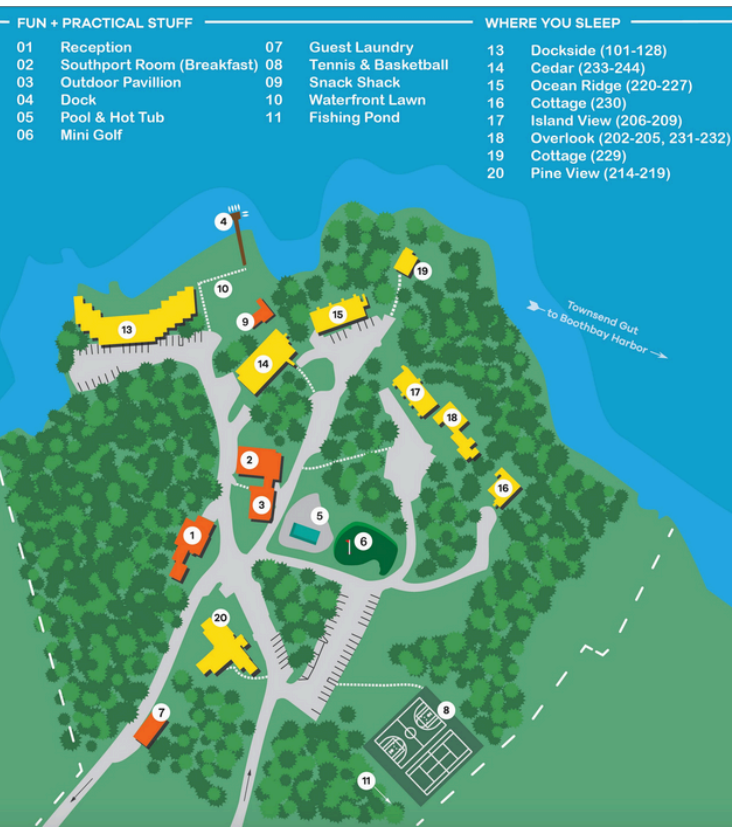 FUN + PRACTICAL STUFF
01 Reception
02 Southport Room (Breakfast)
03 Outdoor Pavillion
04 Dock
05 Pool & Hot Tub
06 Mini Golf
07 Guest Laundry
08 Tennis & Basketball
09 Snack Shack
10 Waterfront Lawn
11 Fishing Pond
WHERE YOU SLEEP
13 Dockside (101-128)
14 Cedar (233-244)
15 Ocean Ridge (220-227)
16 Cottage (230)
17 Island View (206-209)
18 Overlook (202-205, 231-232)
19 Cottage (229)
20 Pine View (214-219)
4
19
10
9
15
13
14
Townsend Gut
to Boothbay Harbor
17
18
2
16
3
5
1
6
20
7
8
11